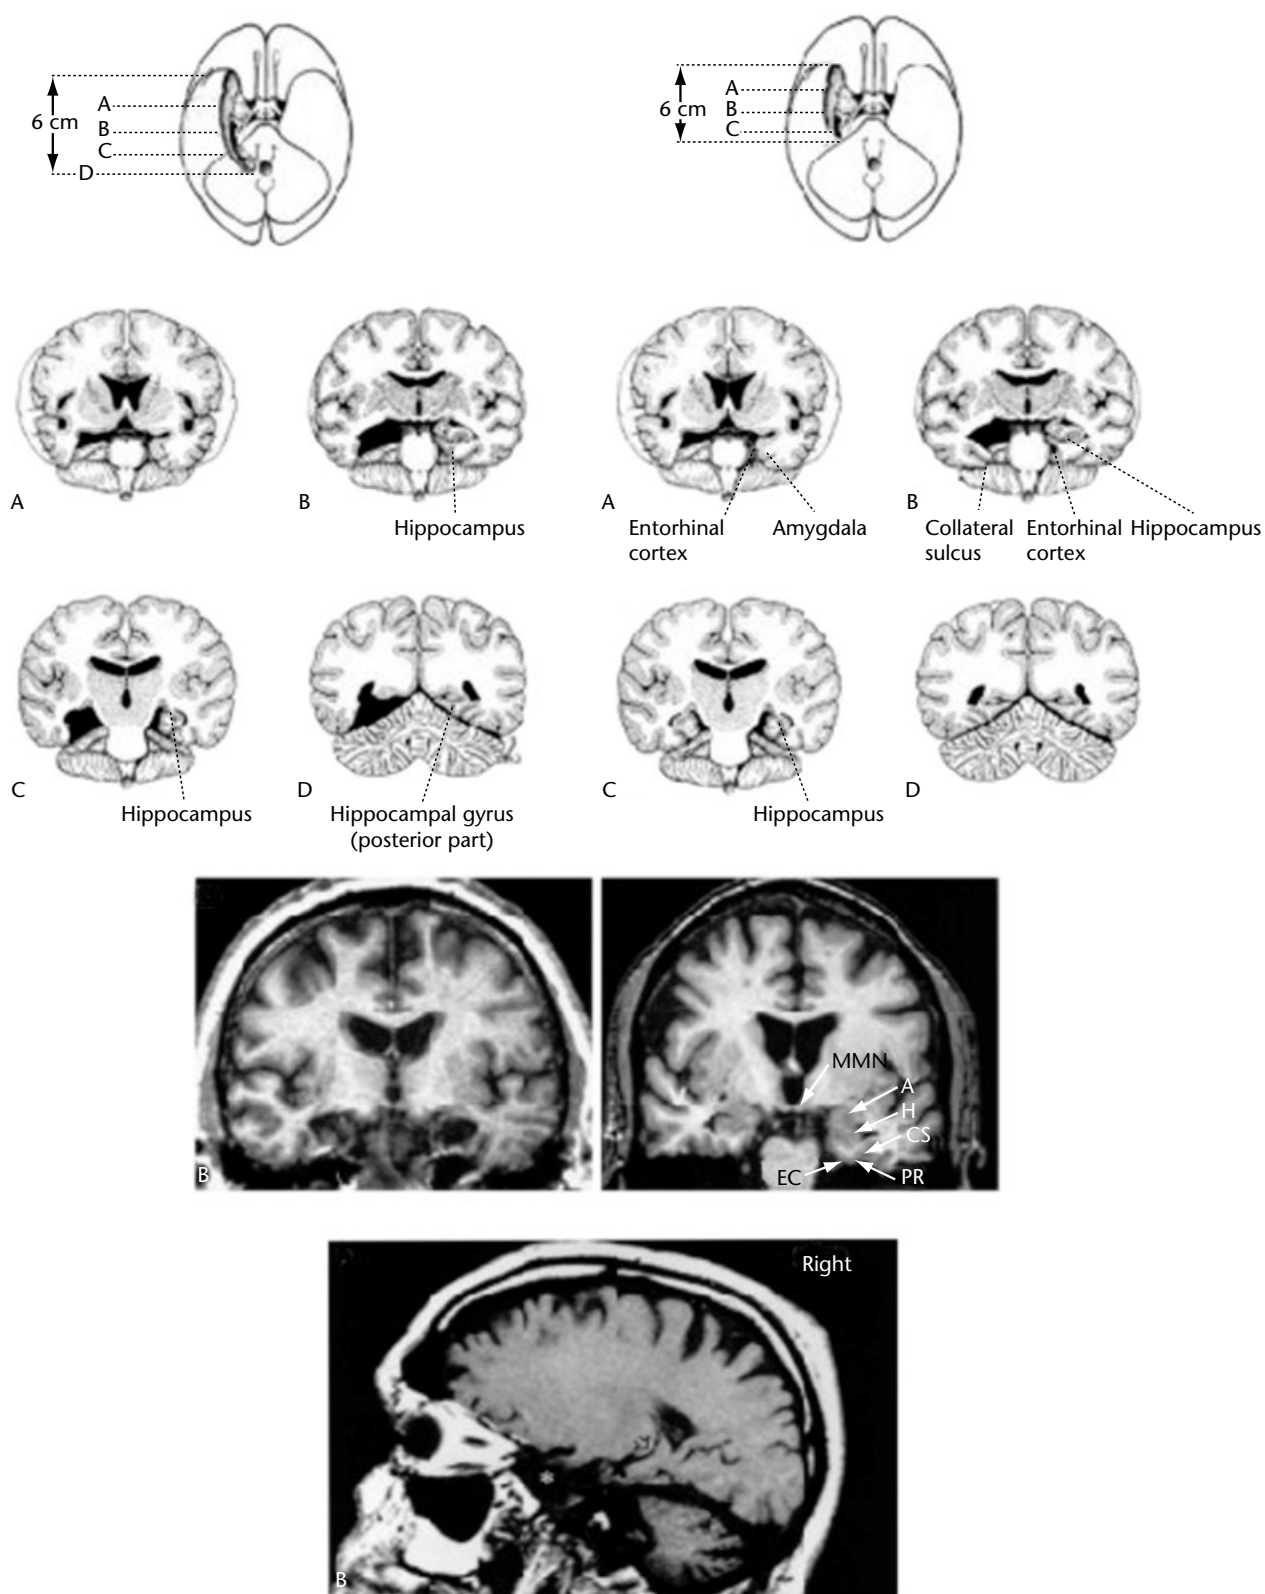 A
6 cm
B
C
D
A
6 cm
B
C
A
B
Hippocampus
A
Entorhinal
cortex
Amygdala
B
Collateral
sulcus
Entorhinal
cortex
Hippocampus
C
Hippocampus
D
Hippocampal gyrus
(posterior part)
C
Hippocampus
D
B
MMN
A
H
CS
EC
PR
Right
*
B